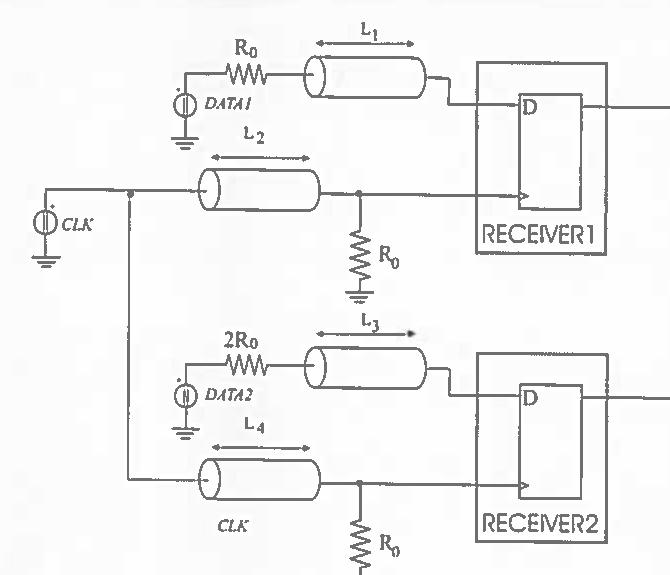 L1
R0
DATA1
D
L2
CLK
RECEIVER1
R0
L3
2R0
DATA2
D
L4
CLK
RECEIVER2
R0